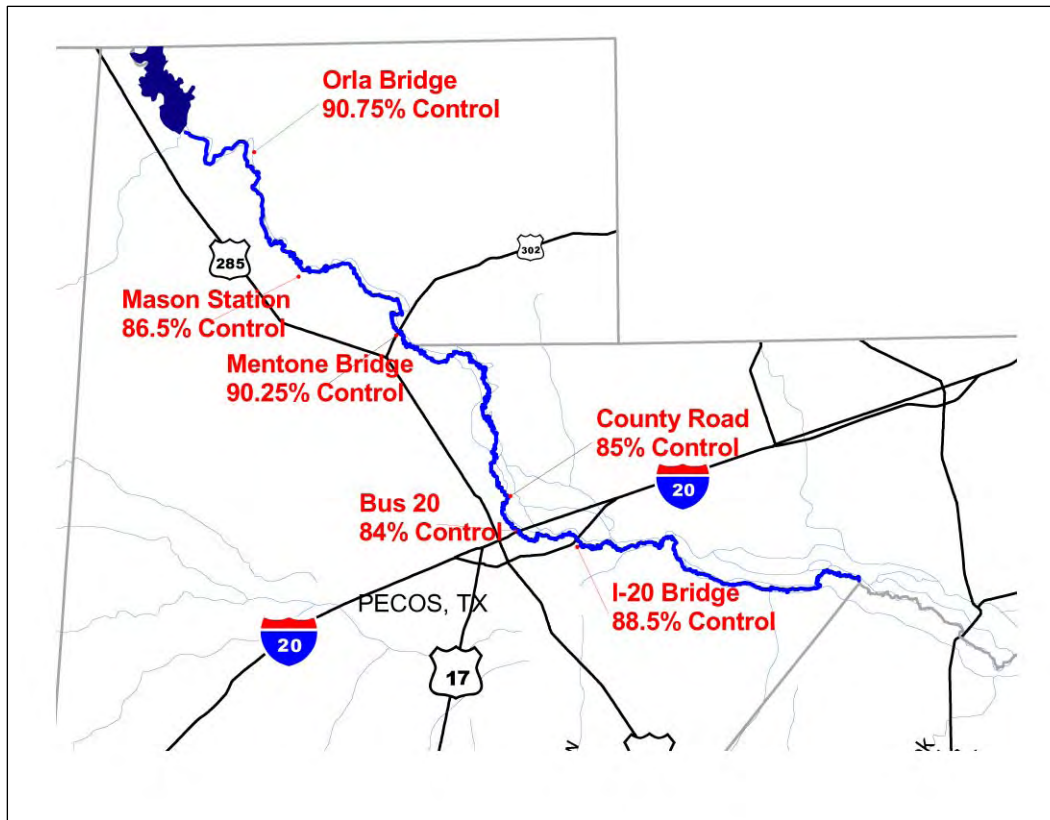 Orla Bridge
90.75% Control
302
285
Mason Station
86.5% Control
Mentone Bridge
90.25% Control
County Road
85% Control
20
Bus 20
84% Control
I-20 Bridge
88.5% Control
PECOS, TX
20
17